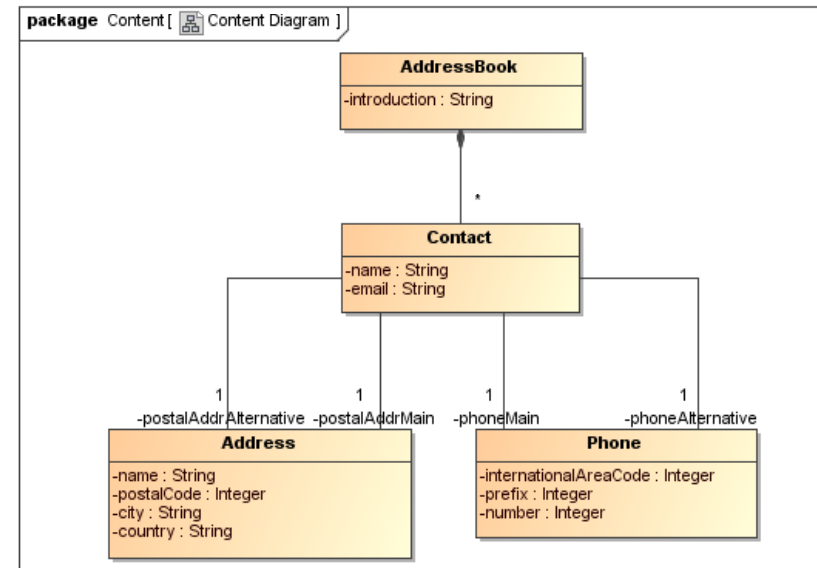 package Content [ Content Diagram ]
AddressBook
-introduction : String
*
Contact
-name : String
-email : String
1 1 1 1
-postalAddrAlternative -postalAddrMain -phoneMain -phoneAlternative
Address
-name : String
-postalCode : Integer
-city : String
-country : String
Phone
-internationalAreaCode : Integer
-prefix : Integer
-number : Integer